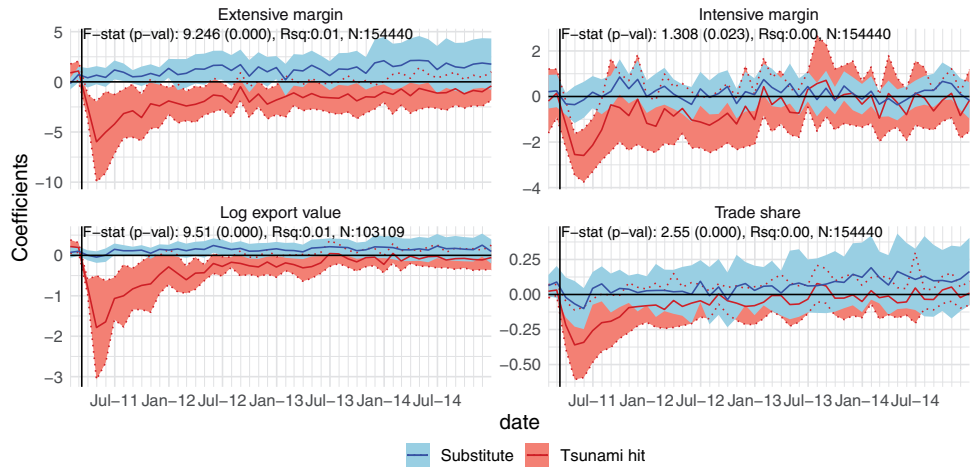 Extensive margin
F−stat (p−val): 9.246 (0.000), Rsq:0.01, N:154440
5
0
−5
−10
Intensive margin
F−stat (p−val): 1.308 (0.023), Rsq:0.00, N:154440
2
0
−2
−4
Coefficients
Log export value
F−stat (p−val): 9.51 (0.000), Rsq:0.01, N:103109
0
−1
−2
−3
Jul−11 Jan−12 Jul−12 Jan−13 Jul−13 Jan−14 Jul−14
Trade share
F−stat (p−val): 2.55 (0.000), Rsq:0.00, N:154440
0.25
0.00
−0.25
−0.50
Jul−11 Jan−12 Jul−12 Jan−13 Jul−13 Jan−14 Jul−14
date
Substitute Tsunami hit